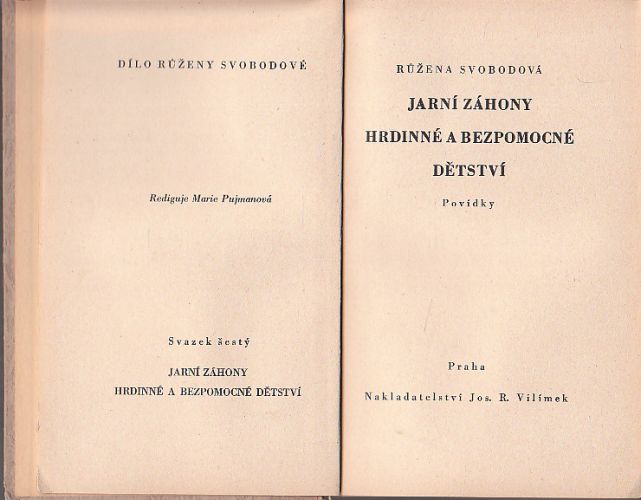 DÍLO RŮŽENY SVOBODOVÉ
Rediguje Marie Pujmanová
Svazek šestý
JARNÍ ZÁHONY
HRDINNÉ A BEZPOMOCNÉ DĚTSTVÍ
RŮŽENA SVOBODOVÁ
JARNÍ ZÁHONY
HRDINNÉ A BEZPOMOCNÉ
DĚTSTVÍ
Povídky
Praha
Nakladatelství Jos. R. Vilímek